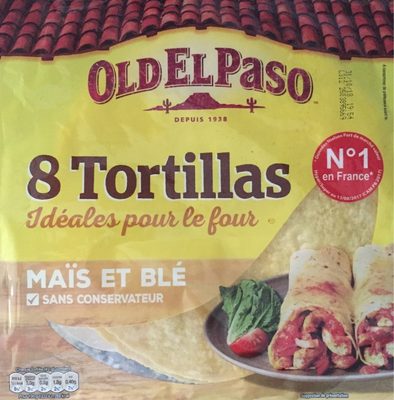 OLD EL PASO
DEPUIS 1938
8 Tortillas
Idéales pour le four
N°1
en France*
MAÏS ET BLÉ
SANS CONSERVATEUR